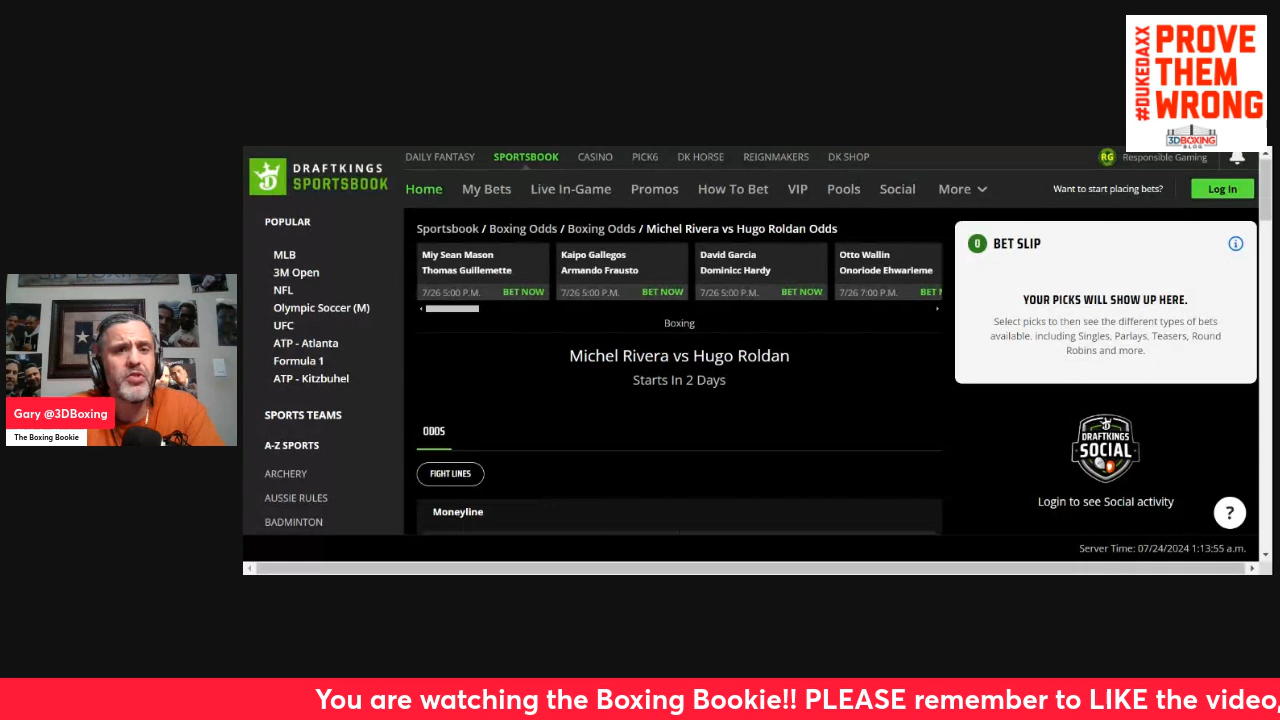 #DUKEDAXX
PROVE
THEM
WRONG
3DBOXING
BLOG
DRAFTKINGS
SPORTSBOOK
DAILY FANTASY SPORTSBOOK CASINO PICK6 DK HORSE REIGNMAKERS DK SHOP
RG Responsible Gaming
Home My Bets Live In-Game Promos How To Bet VIP Pools Social More
Want to start placing bets? Log In
POPULAR
MLB
3M Open
NFL
Olympic Soccer (M)
UFC
ATP - Atlanta
Formula 1
ATP - Kitzbuhel
SPORTS TEAMS
A-Z SPORTS
ARCHERY
AUSSIE RULES
BADMINTON
Sportsbook / Boxing Odds / Boxing Odds / Michel Rivera vs Hugo Roldan Odds
Miy Sean Mason
Thomas Guillemette
7/26 5:00 P.M. BET NOW
Kaipo Gallegos
Armando Frausto
7/26 5:00 P.M. BET NOW
David Garcia
Dominicc Hardy
7/26 5:00 P.M. BET NOW
Otto Wallin
Onoriode Ehwarieme
7/26 7:00 P.M. BET N
Boxing
Michel Rivera vs Hugo Roldan
Starts In 2 Days
ODDS
FIGHT LINES
Moneyline
0 BET SLIP
YOUR PICKS WILL SHOW UP HERE.
Select picks to then see the different types of bets
available. including Singles, Parlays, Teasers, Round
Robins and more.
DRAFTKINGS
SOCIAL
Login to see Social activity
?
Server Time: 07/24/2024 1:13:55 a.m.
Gary @3DBoxing
The Boxing Bookie
You are watching the Boxing Bookie!! PLEASE remember to LIKE the video,